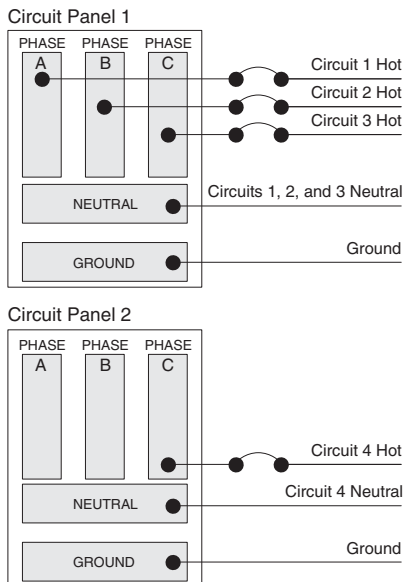 Circuit Panel 1
PHASE PHASE PHASE
A B C
Circuit 1 Hot
Circuit 2 Hot
Circuit 3 Hot
NEUTRAL
Circuits 1, 2, and 3 Neutral
GROUND
Ground
Circuit Panel 2
PHASE PHASE PHASE
A B C
Circuit 4 Hot
NEUTRAL
Circuit 4 Neutral
GROUND
Ground